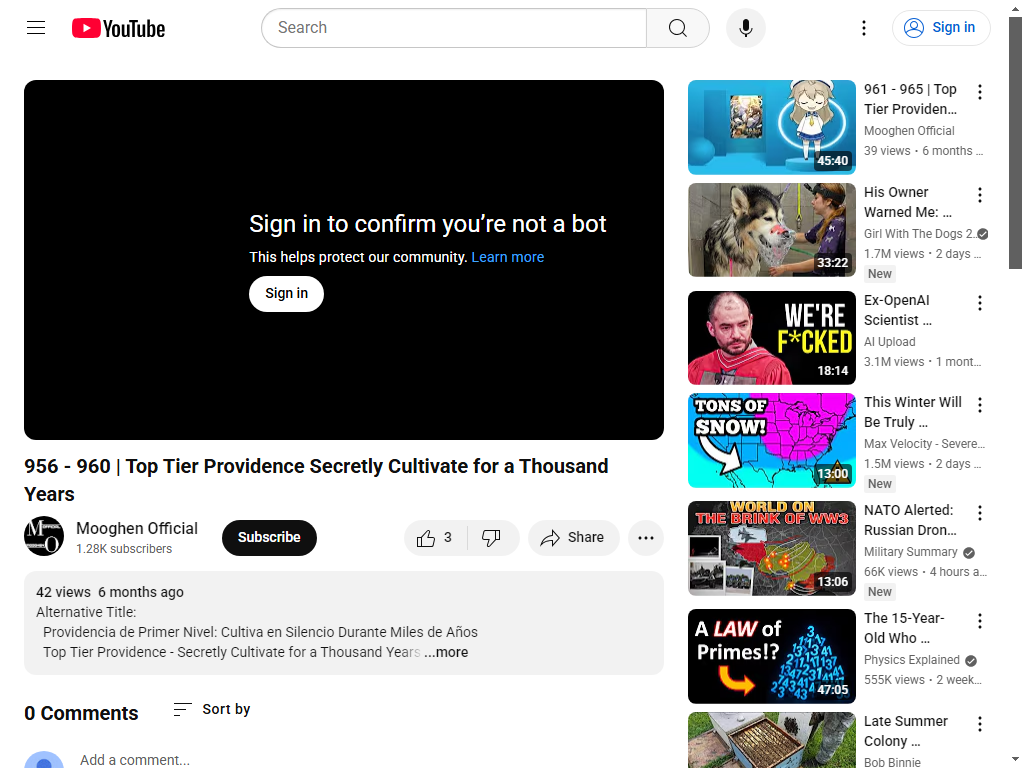 YouTube
Search
Sign in
Sign in to confirm you’re not a bot
This helps protect our community. Learn more
Sign in
956 - 960 | Top Tier Providence Secretly Cultivate for a Thousand
Years
Mooghen Official
1.28K subscribers
Subscribe
3
Share
42 views 6 months ago
Alternative Title:
Providencia de Primer Nivel: Cultiva en Silencio Durante Miles de Años
Top Tier Providence - Secretly Cultivate for a Thousand Years ...more
0 Comments
Sort by
Add a comment...
45:40
961 - 965 | Top
Tier Providen...
Mooghen Official
39 views • 6 months ...
33:22
His Owner
Warned Me: ...
Girl With The Dogs 2...
1.7M views • 2 days ...
New
WE'RE
F*CKED
18:14
Ex-OpenAI
Scientist ...
AI Upload
3.1M views • 1 mont...
TONS OF
SNOW!
13:00
This Winter Will
Be Truly ...
Max Velocity - Severe...
1.5M views • 2 days ...
New
WORLD ON
THE BRINK OF WW3
13:06
NATO Alerted:
Russian Dron...
Military Summary
66K views • 4 hours a...
New
A LAW of
Primes!?
47:05
The 15-Year-
Old Who ...
Physics Explained
555K views • 2 week...
Late Summer
Colony ...
Bob Binnie